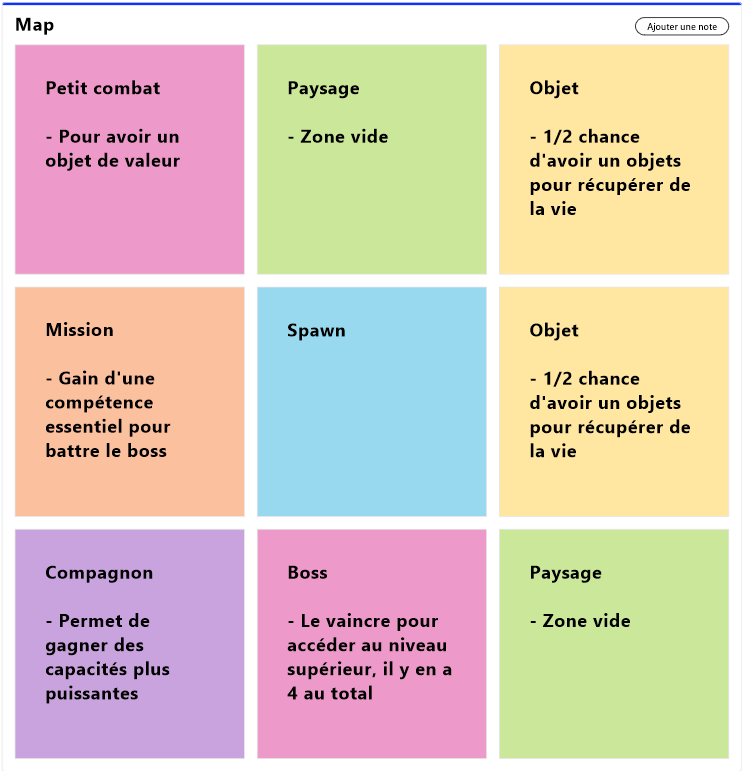 Map
Ajouter une note
Petit combat
- Pour avoir un
objet de valeur
Paysage
- Zone vide
Objet
- 1/2 chance
d'avoir un objets
pour récupérer de
la vie
Mission
- Gain d'une
compétence
essentiel pour
battre le boss
Spawn
Objet
- 1/2 chance
d'avoir un objets
pour récupérer de
la vie
Compagnon
- Permet de
gagner des
capacités plus
puissantes
Boss
- Le vaincre pour
accéder au niveau
supérieur, il y en a
4 au total
Paysage
- Zone vide